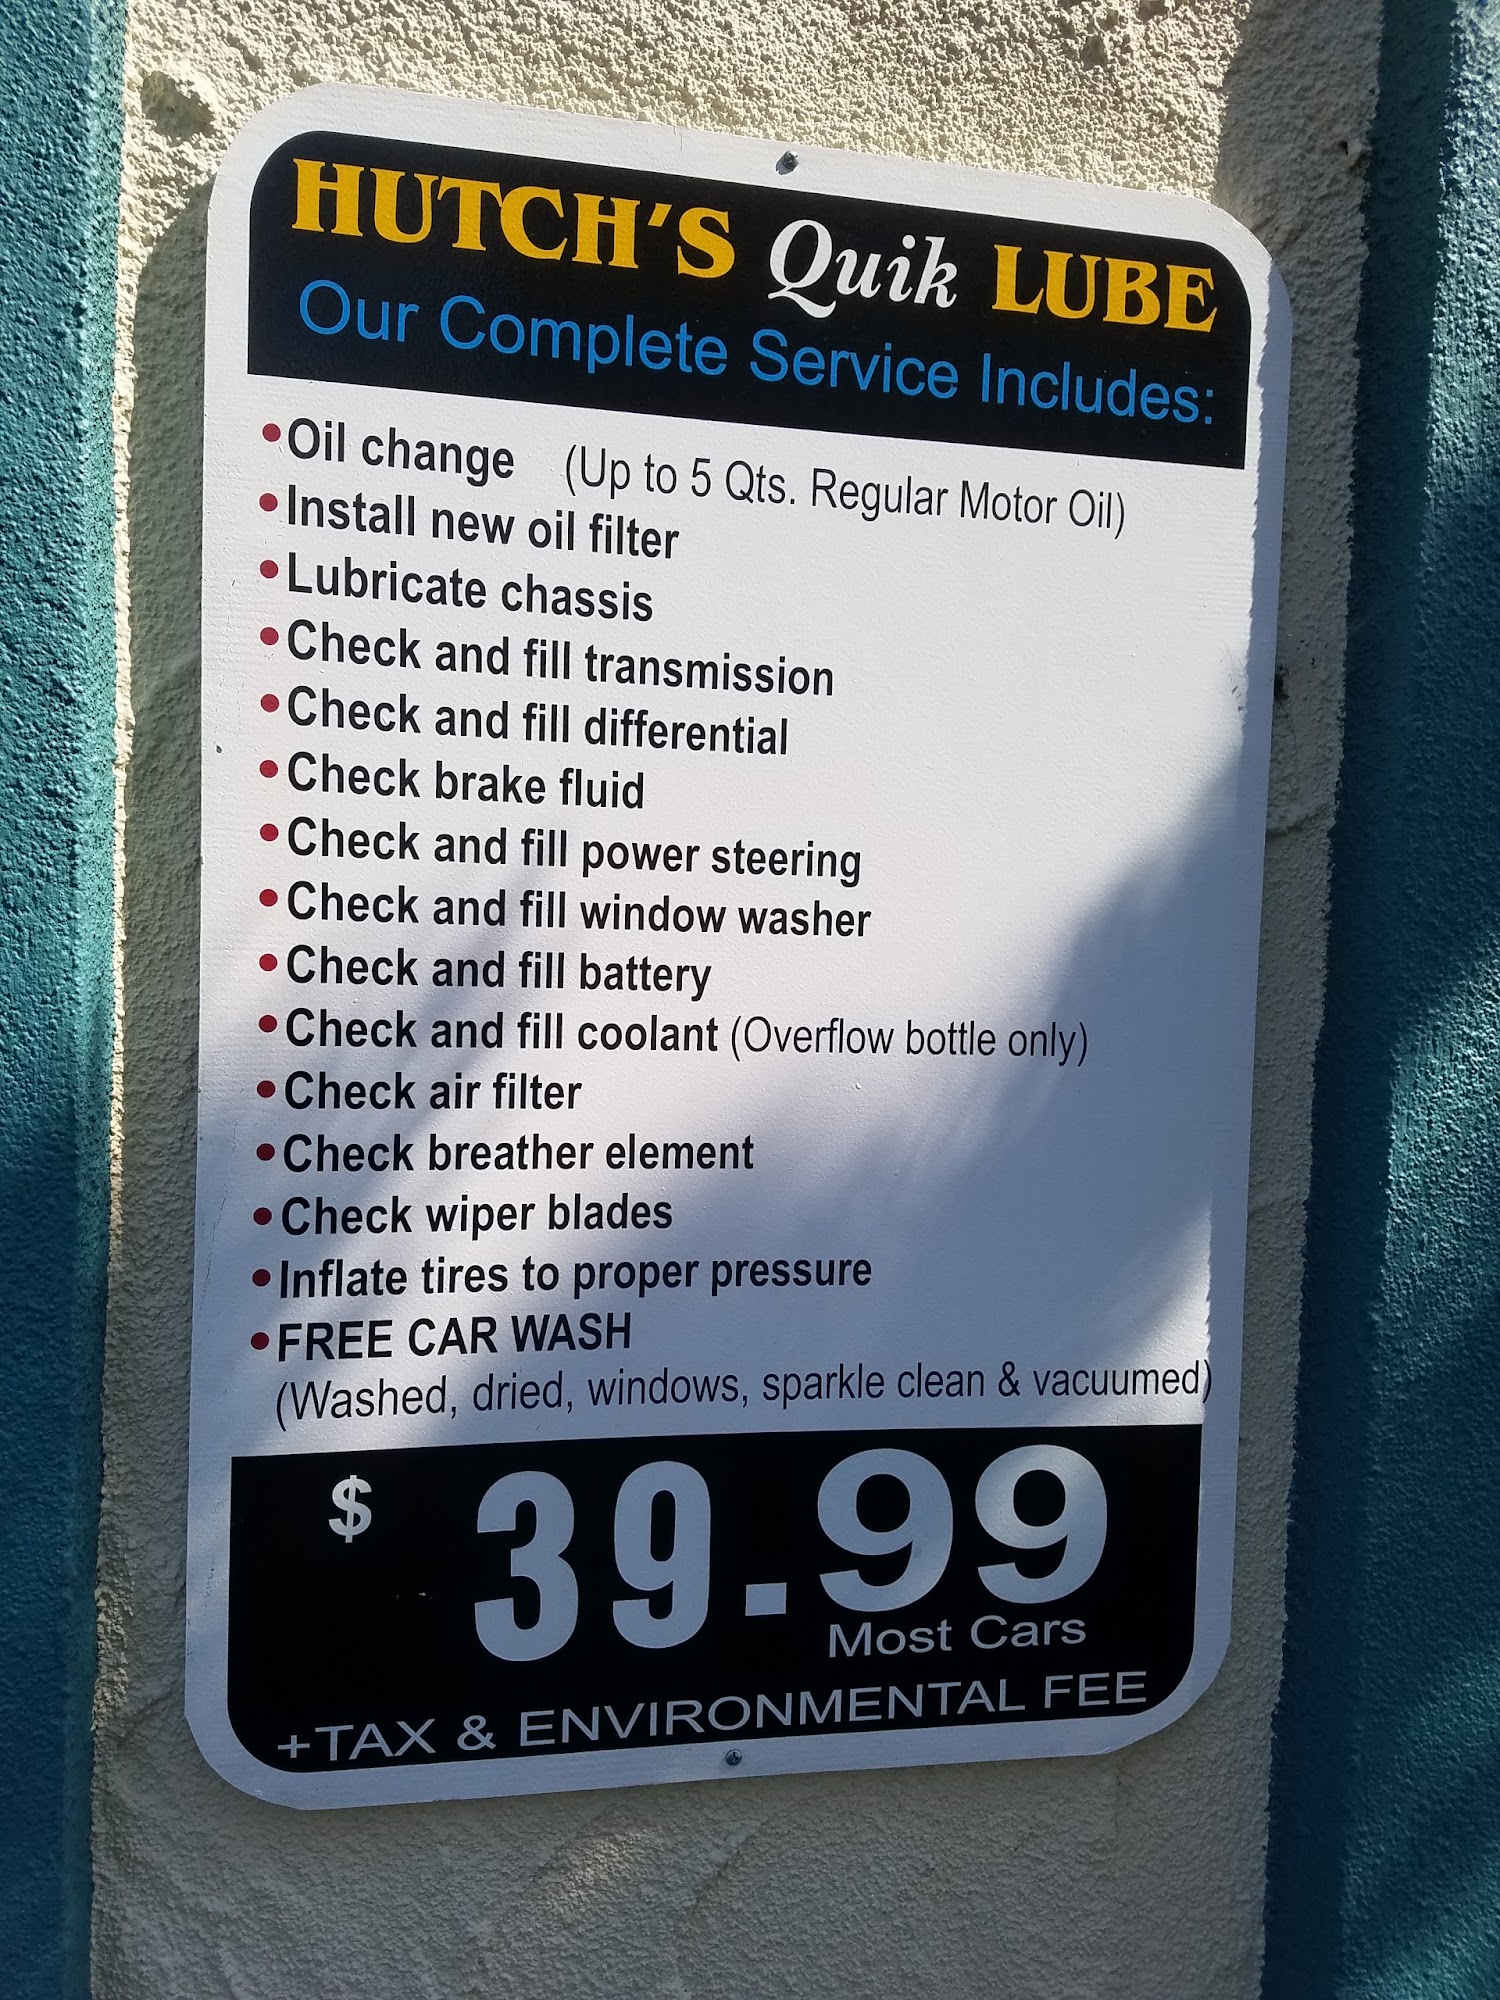 HUTCH'S Quik LUBE
Our Complete Service Includes:
•Oil change (Up to 5 Qts. Regular Motor Oil)
•Install new oil filter
•Lubricate chassis
•Check and fill transmission
•Check and fill differential
•Check brake fluid
•Check and fill power steering
•Check and fill window washer
•Check and fill battery
•Check and fill coolant (Overflow bottle only)
•Check air filter
•Check breather element
•Check wiper blades
•Inflate tires to proper pressure
•FREE CAR WASH
(Washed, dried, windows, sparkle clean & vacuumed)
$ 39.99
Most Cars
+TAX & ENVIRONMENTAL FEE